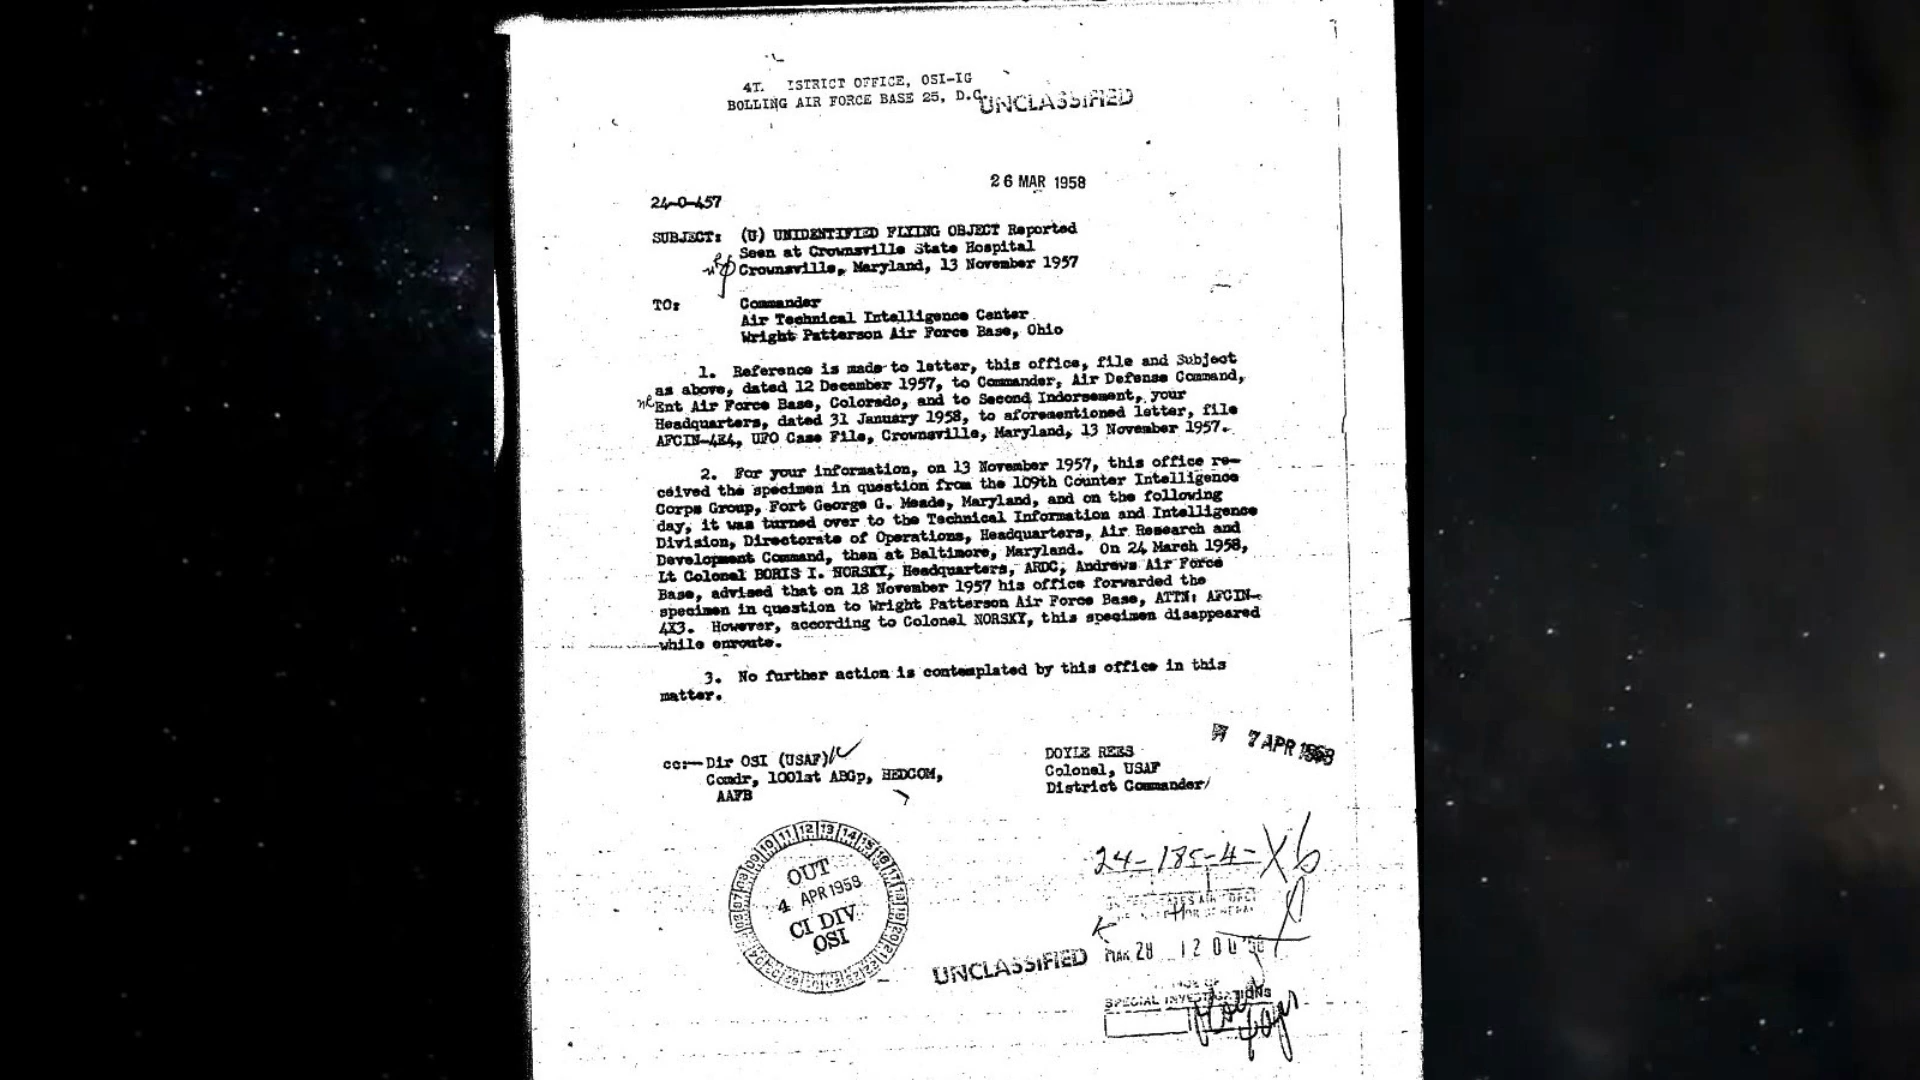 4T. ISTRICT OFFICE, OSI-IG
BOLLING AIR FORCE BASE 25, D.C.
UNCLASSIFIED
26 MAR 1958
24-0-457
SUBJECT: (U) UNIDENTIFIED FLYING OBJECT Reported
Seen at Crownsville State Hospital
Crownsville, Maryland, 13 November 1957
TO: Commander
Air Technical Intelligence Center
Wright Patterson Air Force Base, Ohio
1. Reference is made to letter, this office, file and Subject
as above, dated 12 December 1957, to Commander, Air Defense Command,
Ent Air Force Base, Colorado, and to Second Indorsement, your
Headquarters, dated 31 January 1958, to aforementioned letter, file
AFCIN-4E4, UFO Case File, Crownsville, Maryland, 13 November 1957.
2. For your information, on 13 November 1957, this office re-
ceived the specimen in question from the 109th Counter Intelligence
Corps Group, Fort George G. Meade, Maryland, and on the following
day, it was turned over to the Technical Information and Intelligence
Division, Directorate of Operations, Headquarters, Air Research and
Development Command, then at Baltimore, Maryland. On 24 March 1958,
Lt Colonel BORIS I. NORSKY, Headquarters, ARDC, Andrews Air Force
Base, advised that on 18 November 1957 his office forwarded the
specimen in question to Wright Patterson Air Force Base, ATTN: AFCIN-
4X3. However, according to Colonel NORSKY, this specimen disappeared
while enroute.
3. No further action is contemplated by this office in this
matter.
7 APR 1958
cc: Dir OSI (USAF)
Comdr, 1001st ABGp, HEDCOM,
AAFB
DOYLE REES
Colonel, USAF
District Commander
OUT
4 APR 1958
CI DIV
OSI
24-185-4-X6
MAR 28 12 00
UNCLASSIFIED
SPECIAL INVESTIGATIONS